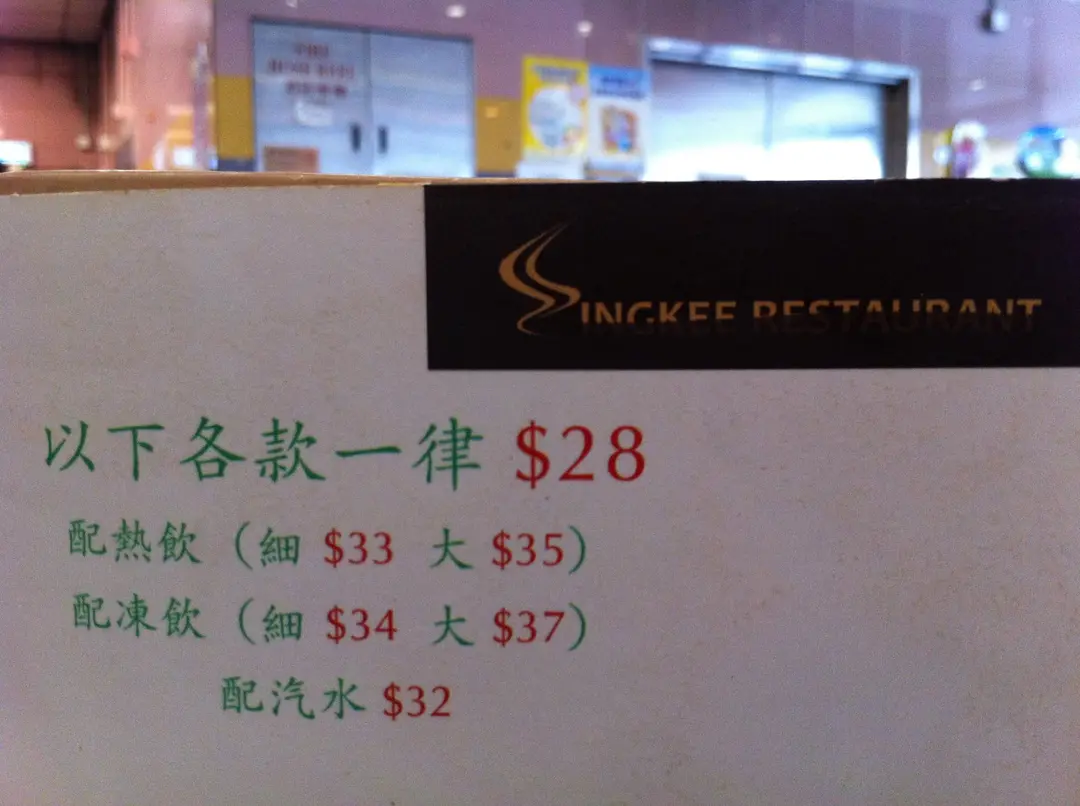 SINGKEE RESTAURANT
以下各款一律 $28
配熱飲（細 $33 大 $35）
配凍飲（細 $34 大 $37）
配汽水 $32